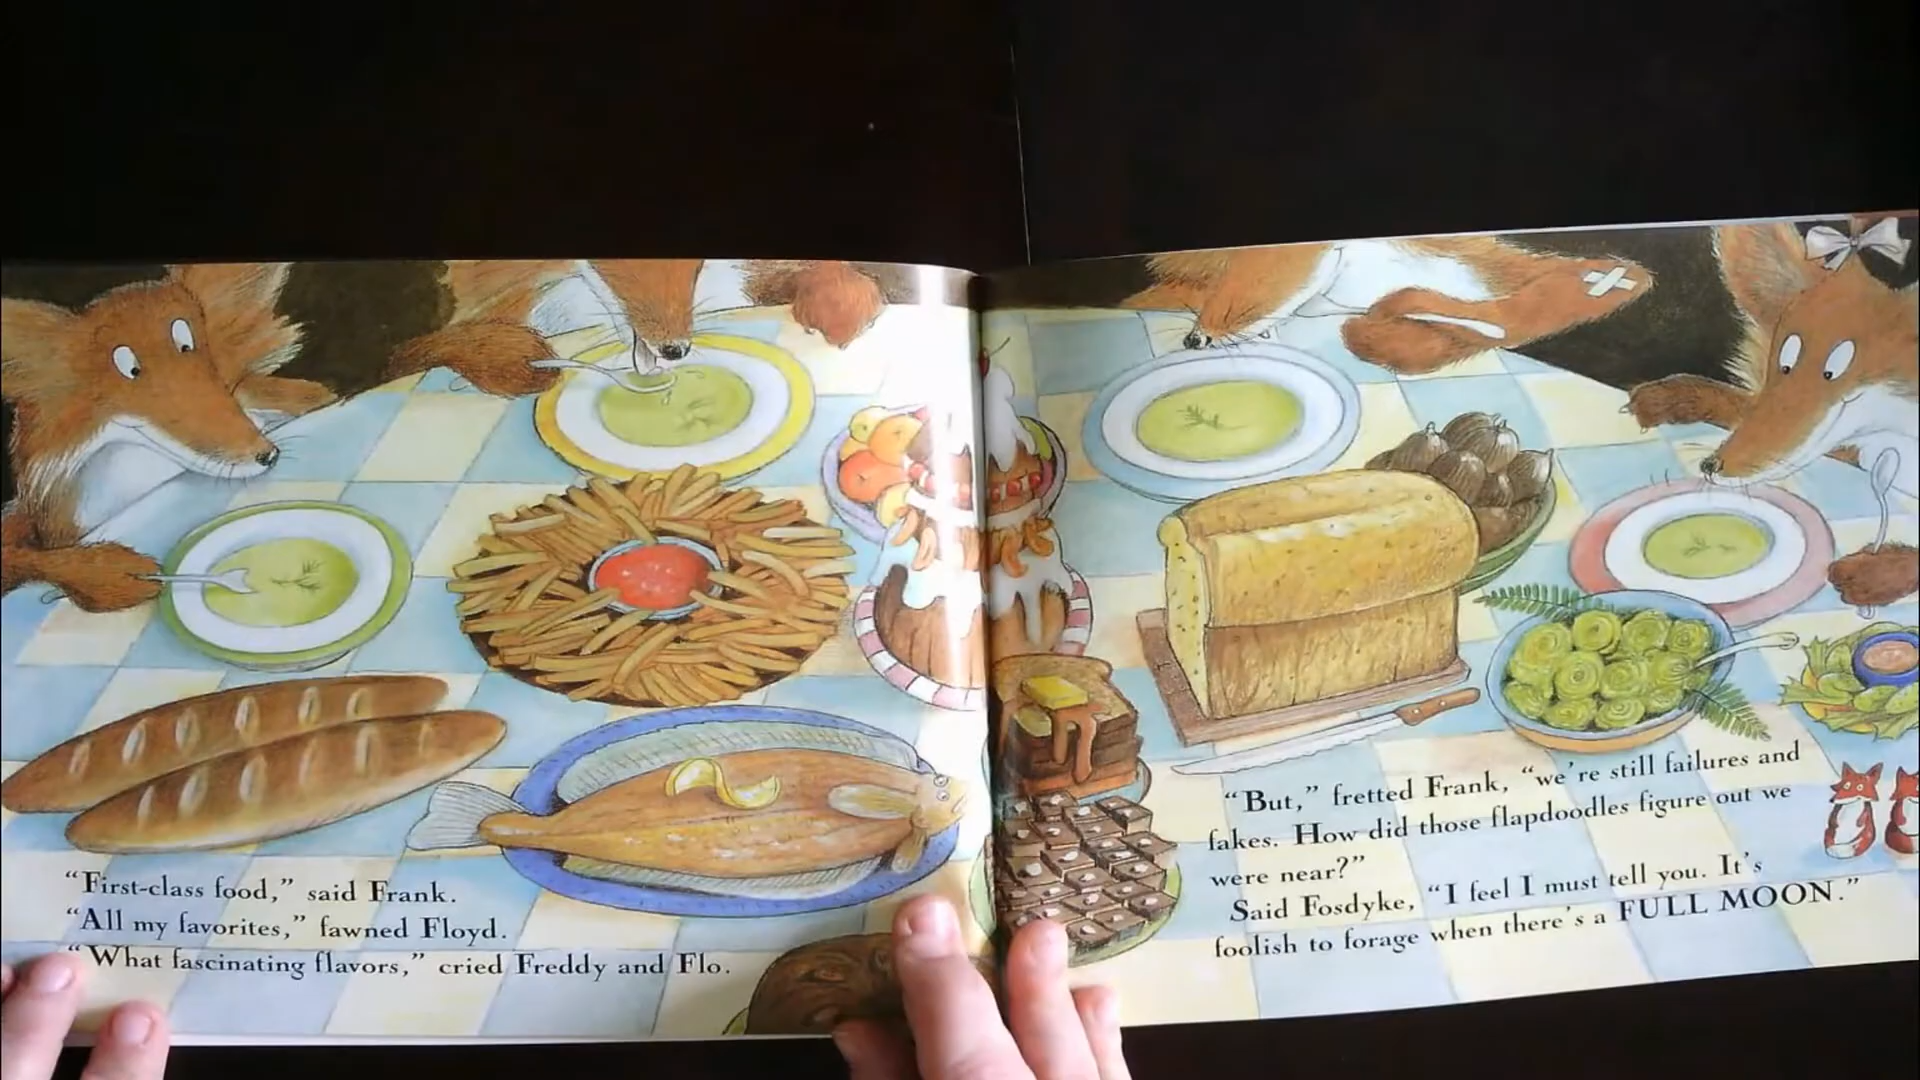 “First-class food,” said Frank.
“All my favorites,” fawned Floyd.
“What fascinating flavors,” cried Freddy and Flo.
“But,” fretted Frank, “we’re still failures and
fakes. How did those flapdoodles figure out we
were near?”
Said Fosdyke, “I feel I must tell you. It’s
foolish to forage when there’s a FULL MOON.”